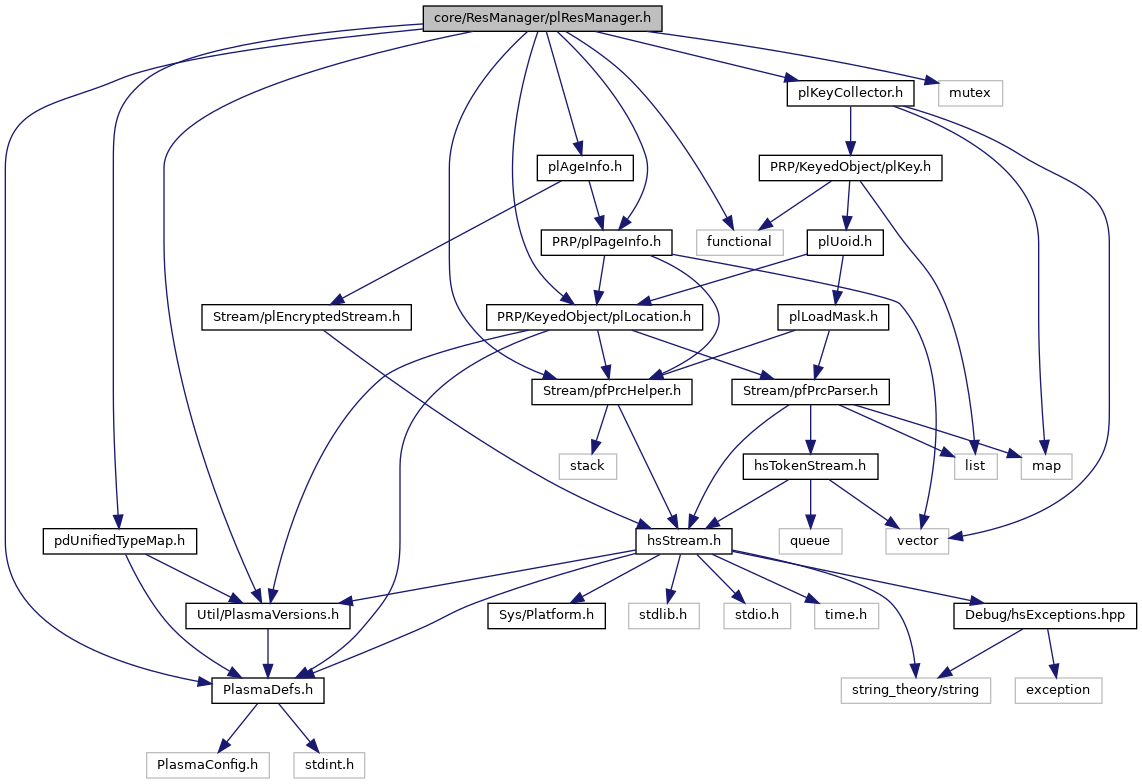 core/ResManager/plResManager.h
plKeyCollector.h
mutex
plAgeInfo.h
PRP/KeyedObject/plKey.h
PRP/plPageInfo.h
functional
plUoid.h
Stream/plEncryptedStream.h
PRP/KeyedObject/plLocation.h
plLoadMask.h
Stream/pfPrcHelper.h
Stream/pfPrcParser.h
stack
hsTokenStream.h
list
map
pdUnifiedTypeMap.h
hsStream.h
queue
vector
Util/PlasmaVersions.h
Sys/Platform.h
stdlib.h
stdio.h
time.h
Debug/hsExceptions.hpp
PlasmaDefs.h
string_theory/string
exception
PlasmaConfig.h
stdint.h